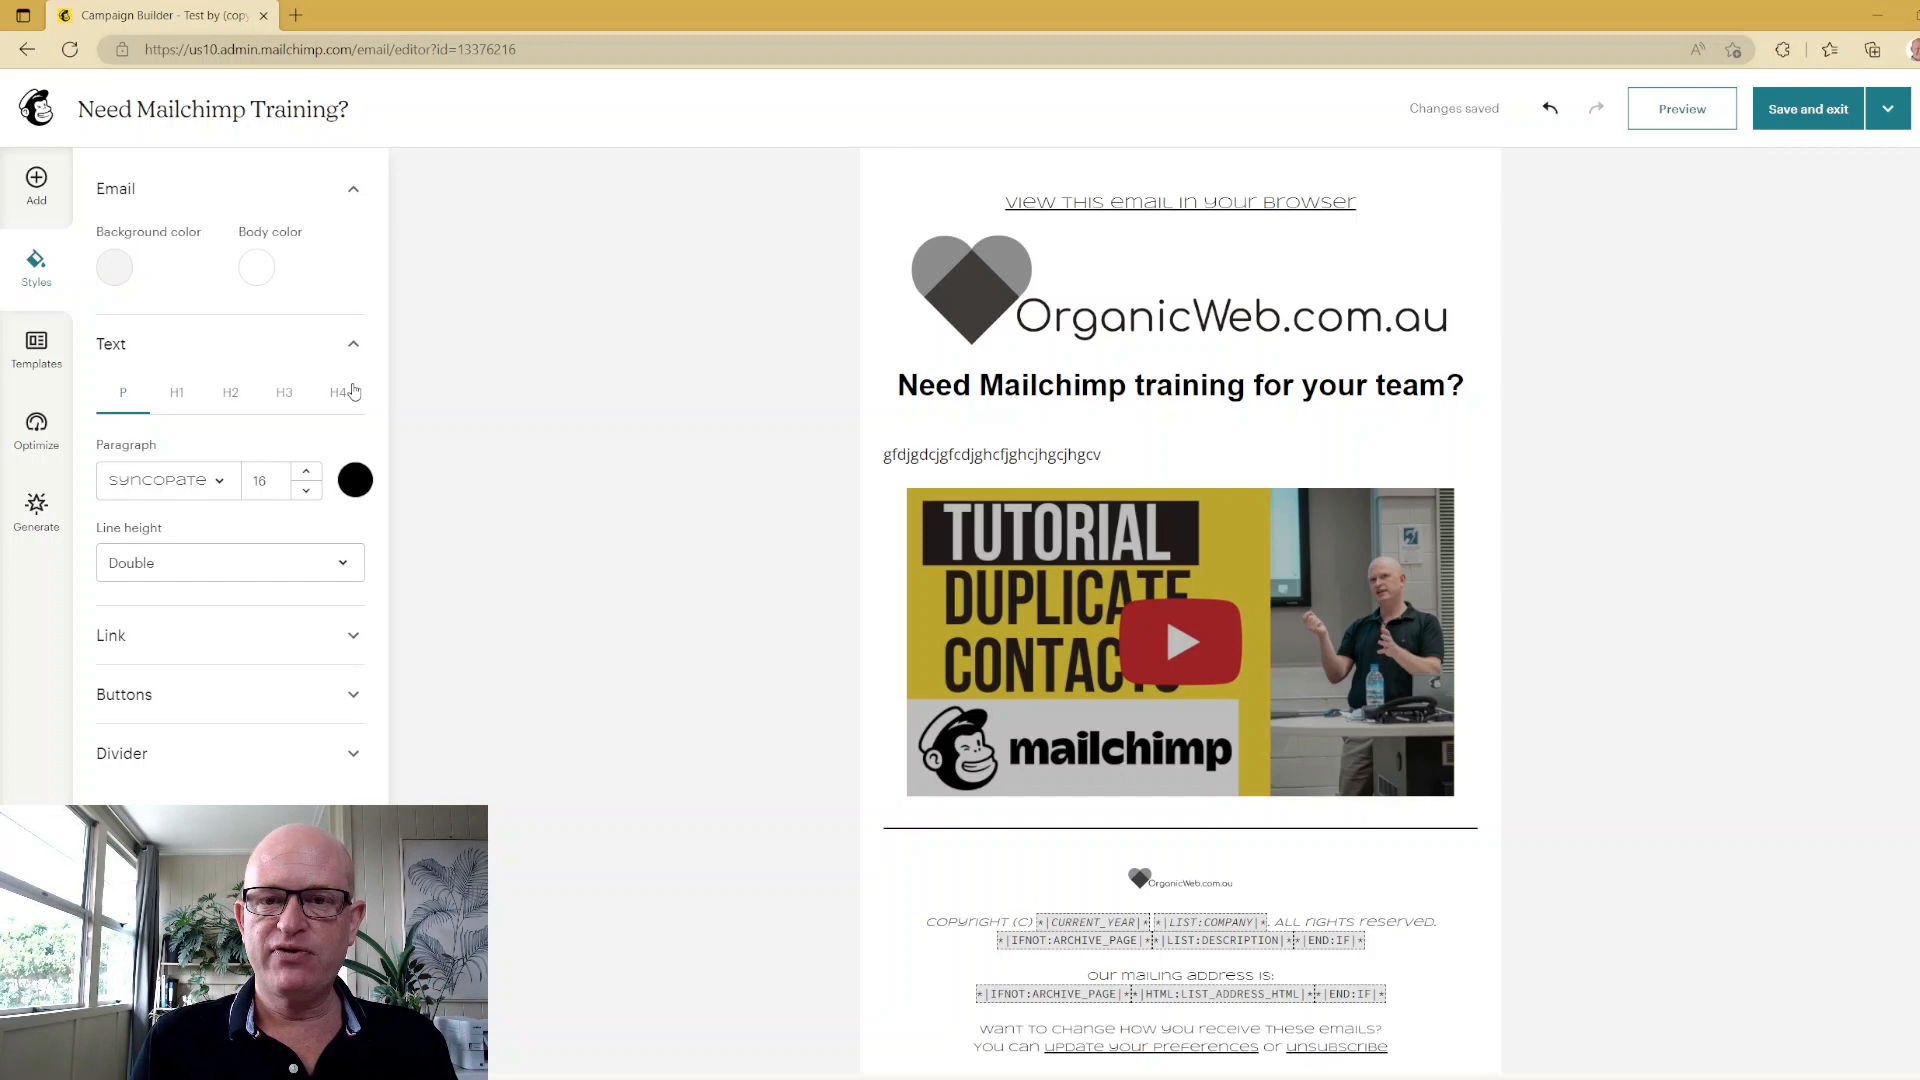 Campaign Builder - Test by (copy
https://us10.admin.mailchimp.com/email/editor?id=13376216
Need Mailchimp Training?
Changes saved
Preview
Save and exit
Add
Styles
Templates
Optimize
Generate
Email
Background color
Body color
Text
P
H1
H2
H3
H4
Paragraph
Syncopate
16
Line height
Double
Link
Buttons
Divider
View this email in your browser
OrganicWeb.com.au
Need Mailchimp training for your team?
gfdjgdcjgfcdjghcfjghcjhgcjhgcv
TUTORIAL
DUPLICATE
CONTACTS
mailchimp
OrganicWeb.com.au
Copyright (C) *|CURRENT_YEAR|* *|LIST:COMPANY|*. All rights reserved.
*|IFNOT:ARCHIVE_PAGE|* *|LIST:DESCRIPTION|* *|END:IF|*
Our mailing address is:
*|IFNOT:ARCHIVE_PAGE|* *|HTML:LIST_ADDRESS_HTML|* *|END:IF|*
Want to change how you receive these emails?
You can update your preferences or unsubscribe